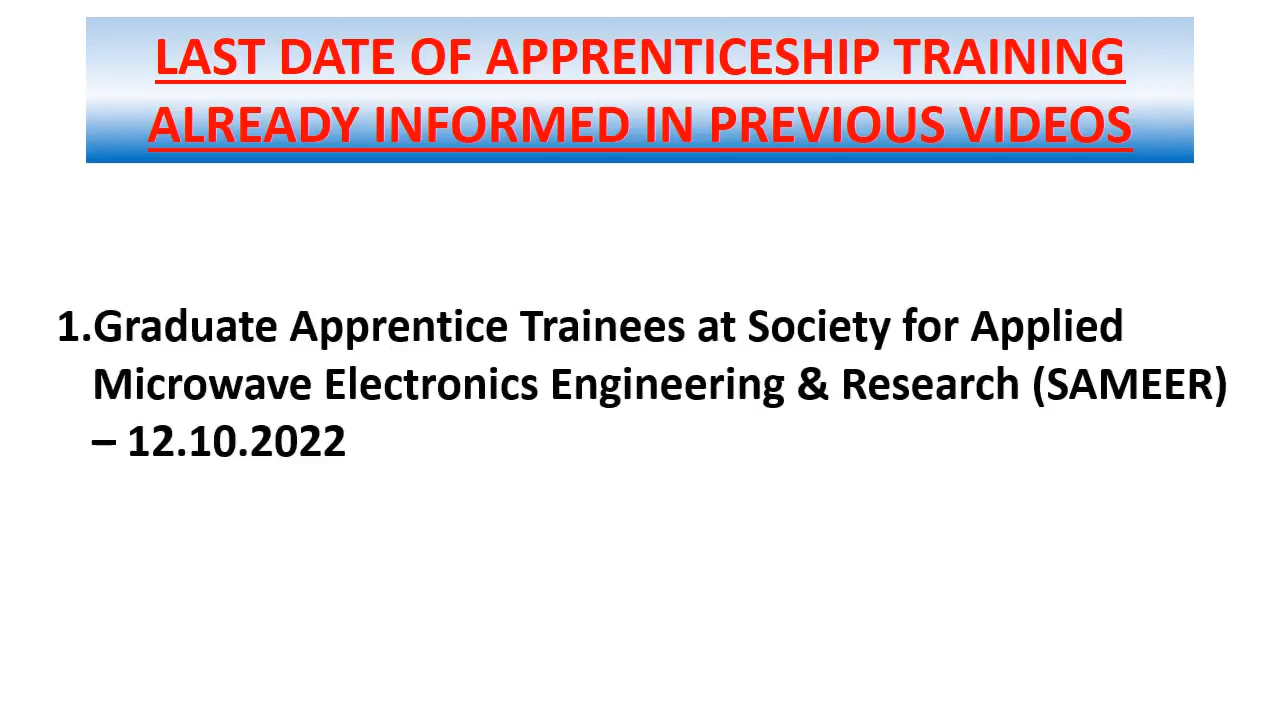 LAST DATE OF APPRENTICESHIP TRAINING
ALREADY INFORMED IN PREVIOUS VIDEOS
1.Graduate Apprentice Trainees at Society for Applied
Microwave Electronics Engineering & Research (SAMEER)
– 12.10.2022